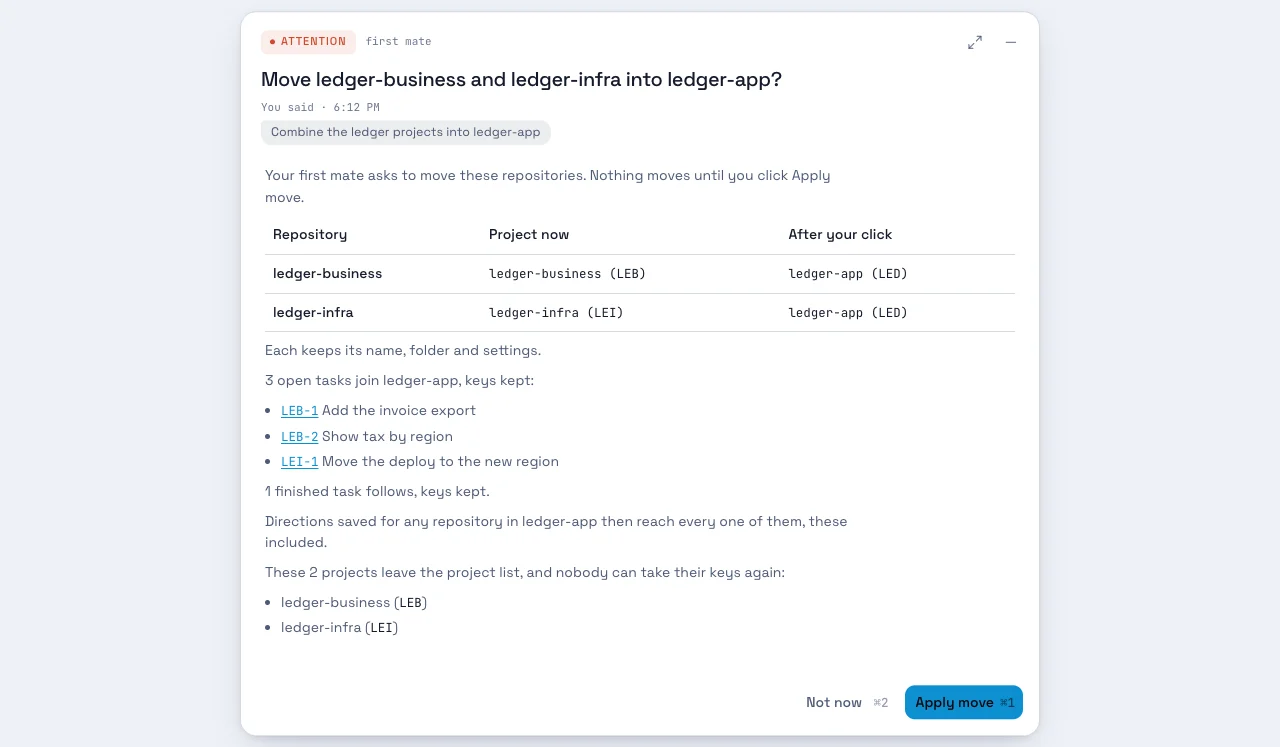 ATTENTION first mate
Move ledger-business and ledger-infra into ledger-app?
You said · 6:12 PM
Combine the ledger projects into ledger-app
Your first mate asks to move these repositories. Nothing moves until you click Apply
move.
Repository Project now After your click
ledger-business ledger-business (LEB) ledger-app (LED)
ledger-infra ledger-infra (LEI) ledger-app (LED)
Each keeps its name, folder and settings.
3 open tasks join ledger-app, keys kept:
• LEB-1 Add the invoice export
• LEB-2 Show tax by region
• LEI-1 Move the deploy to the new region
1 finished task follows, keys kept.
Directions saved for any repository in ledger-app then reach every one of them, these
included.
These 2 projects leave the project list, and nobody can take their keys again:
• ledger-business (LEB)
• ledger-infra (LEI)
Not now ⌘2 Apply move ⌘1